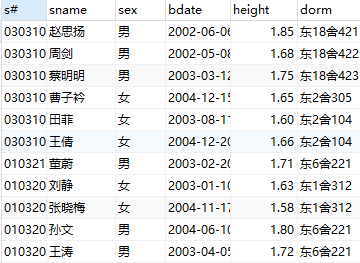 s# sname sex bdate height dorm
030310 赵思扬 男 2002-06-06 1.85 东18舍421
030310 周剑 男 2002-05-08 1.68 东18舍422
030310 蔡明明 男 2003-03-12 1.75 东18舍423
030310 曹子衿 女 2004-12-15 1.65 东2舍305
030310 田菲 女 2003-08-11 1.60 东2舍104
030310 王倩 女 2004-12-20 1.66 东2舍104
010321 董蔚 男 2003-02-20 1.71 东6舍221
010320 刘静 女 2003-01-10 1.63 东1舍312
010320 张晓梅 女 2004-11-17 1.58 东1舍312
010320 孙文 男 2004-06-10 1.80 东6舍221
010320 王涛 男 2003-04-05 1.72 东6舍221